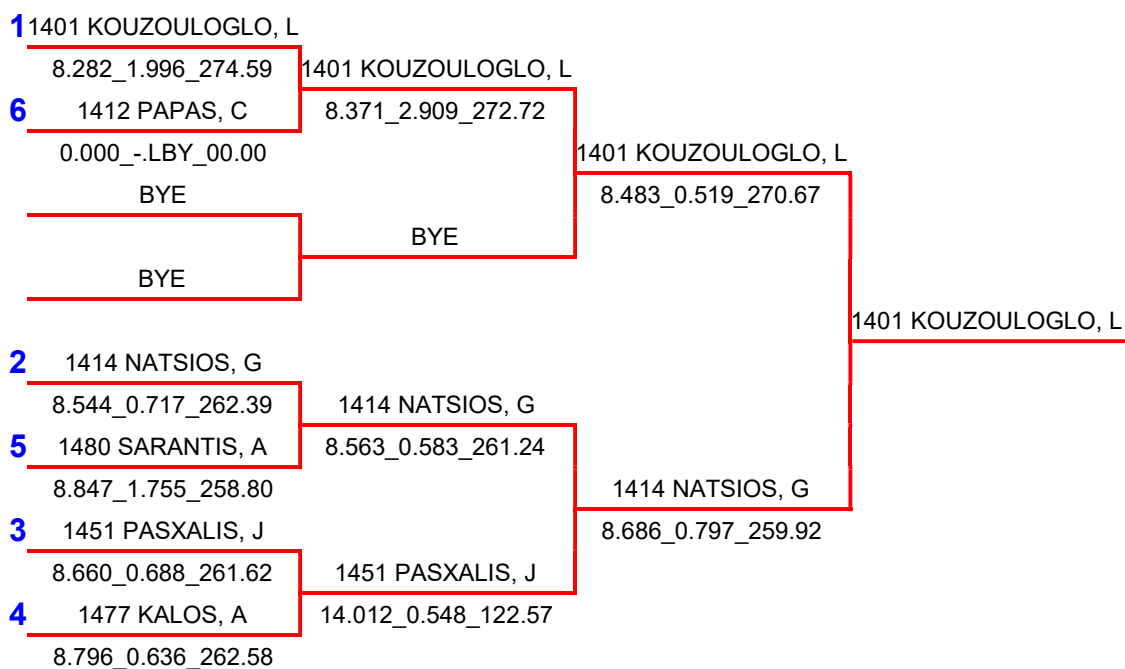 1 1401 KOUZOULOGLO, L
8.282_1.996_274.59
1401 KOUZOULOGLO, L
6 1412 PAPAS, C
8.371_2.909_272.72
0.000_-.LBY_00.00
1401 KOUZOULOGLO, L
BYE
8.483_0.519_270.67
BYE
BYE
1401 KOUZOULOGLO, L
2 1414 NATSIOS, G
8.544_0.717_262.39
1414 NATSIOS, G
5 1480 SARANTIS, A
8.563_0.583_261.24
8.847_1.755_258.80
1414 NATSIOS, G
3 1451 PASXALIS, J
8.686_0.797_259.92
8.660_0.688_261.62
1451 PASXALIS, J
4 1477 KALOS, A
14.012_0.548_122.57
8.796_0.636_262.58